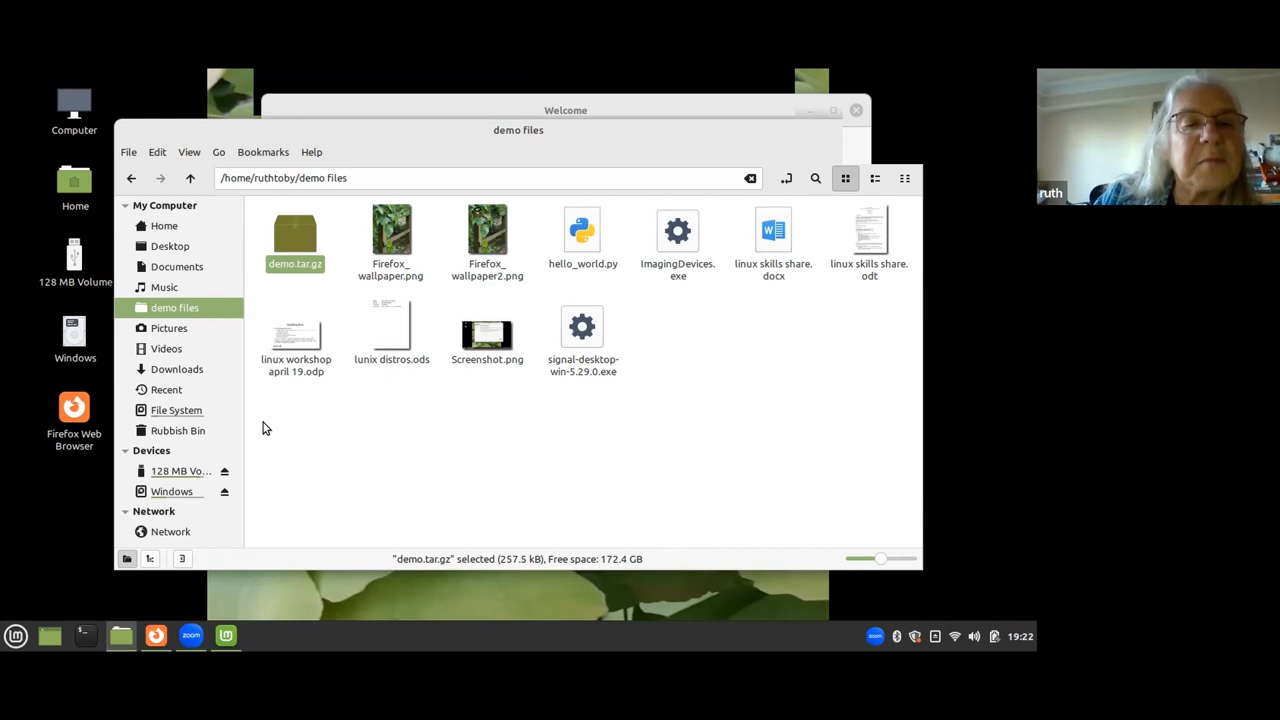 Welcome
demo files
Computer
Home
128 MB Volume
Windows
Firefox Web
Browser
File Edit View Go Bookmarks Help
/home/ruthtoby/demo files
My Computer
Home
Desktop
Documents
Music
demo files
Pictures
Videos
Downloads
Recent
File System
Rubbish Bin
Devices
128 MB Vo...
Windows
Network
Network
demo.tar.gz
Firefox_
wallpaper.png
Firefox_
wallpaper2.png
hello_world.py
ImagingDevices.
exe
linux skills share.
docx
linux skills share.
odt
linux workshop
april 19.odp
lunix distros.ods
Screenshot.png
signal-desktop-
win-5.29.0.exe
"demo.tar.gz" selected (257.5 kB), Free space: 172.4 GB
zoom
zoom
19:22
ruth